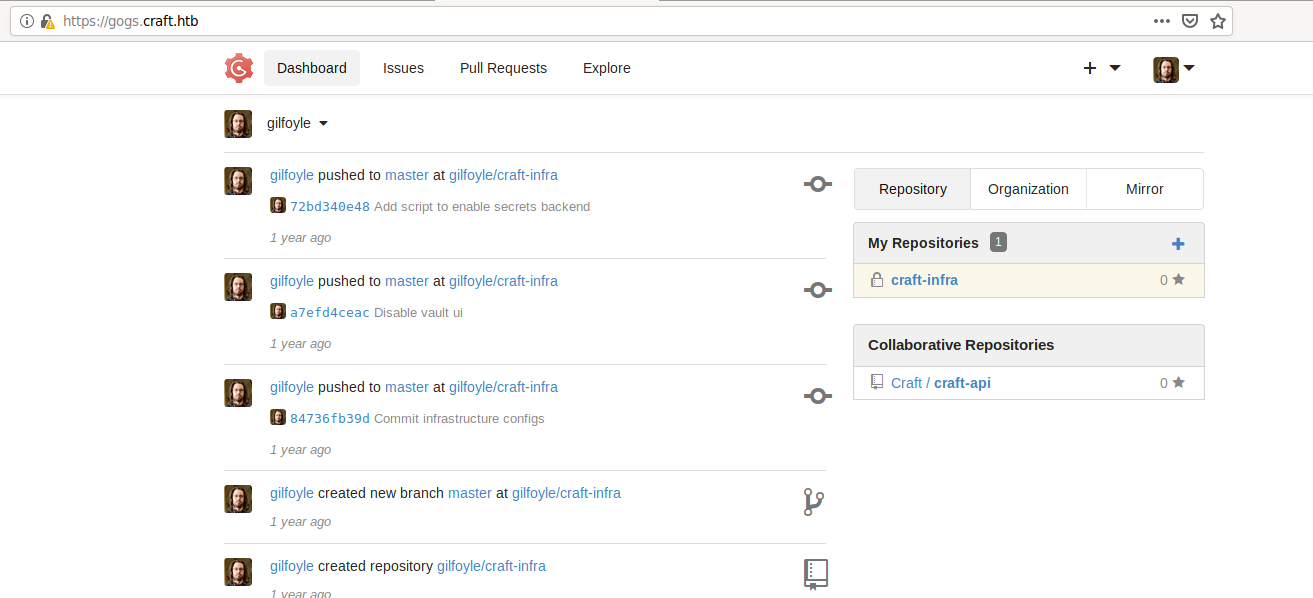 https://gogs.craft.htb
Dashboard Issues Pull Requests Explore
gilfoyle
gilfoyle pushed to master at gilfoyle/craft-infra
72bd340e48 Add script to enable secrets backend
1 year ago
gilfoyle pushed to master at gilfoyle/craft-infra
a7efd4ceac Disable vault ui
1 year ago
gilfoyle pushed to master at gilfoyle/craft-infra
84736fb39d Commit infrastructure configs
1 year ago
gilfoyle created new branch master at gilfoyle/craft-infra
1 year ago
gilfoyle created repository gilfoyle/craft-infra
1 year ago
Repository Organization Mirror
My Repositories 1
craft-infra 0
Collaborative Repositories
Craft / craft-api 0